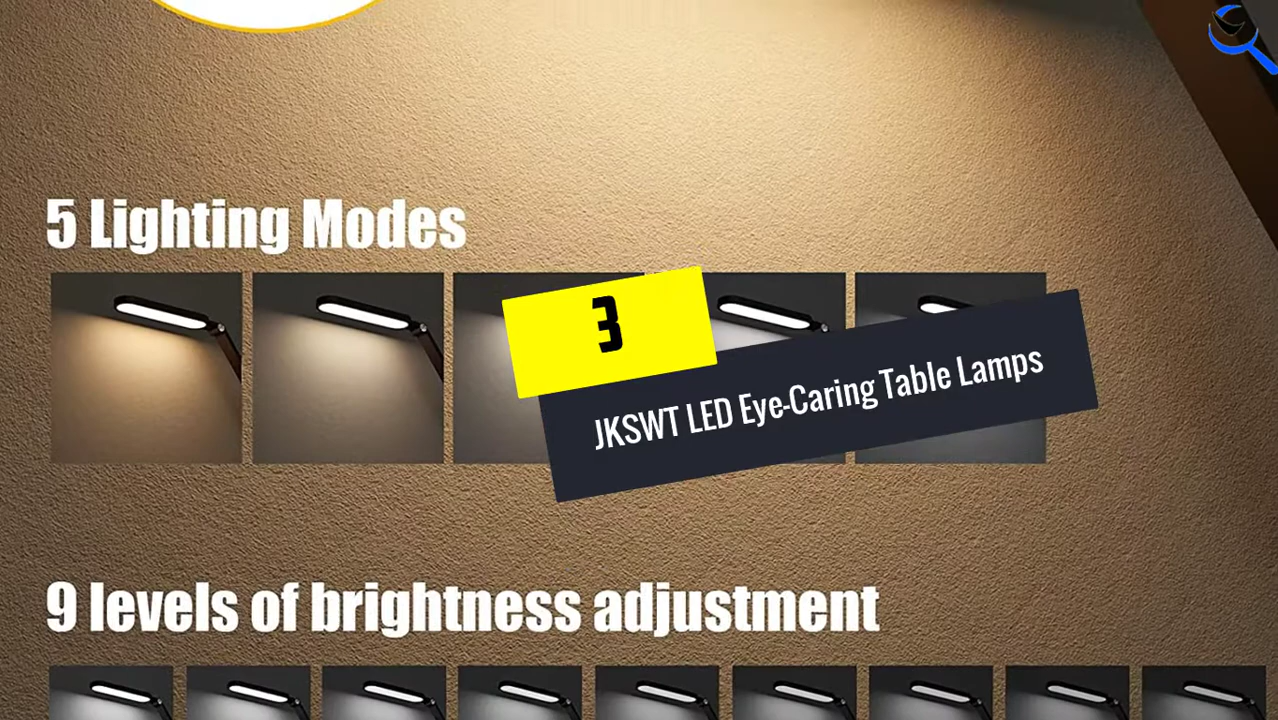 5 Lighting Modes
3
JKSWT LED Eye-Caring Table Lamps
9 levels of brightness adjustment